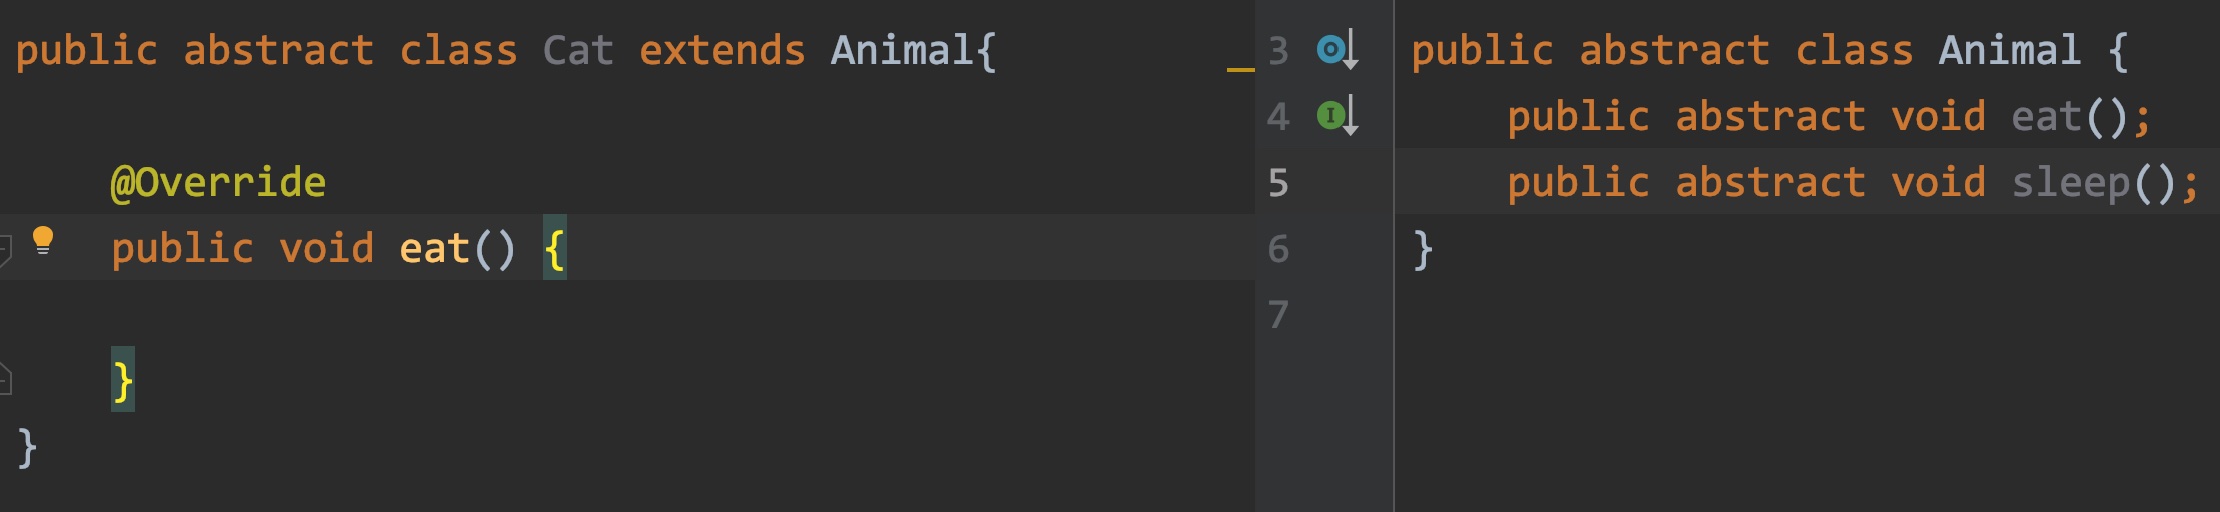 public abstract class Cat extends Animal{
@Override
public void eat() {
}
}
3 public abstract class Animal {
4 public abstract void eat();
5 public abstract void sleep();
6 }
7